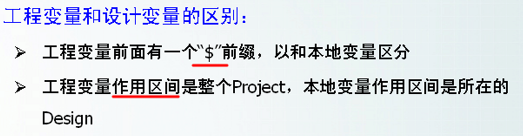 工程变量和设计变量的区别：
➢ 工程变量前面有一个“$”前缀，以和本地变量区分
➢ 工程变量作用区间是整个Project，本地变量作用区间是所在的
Design